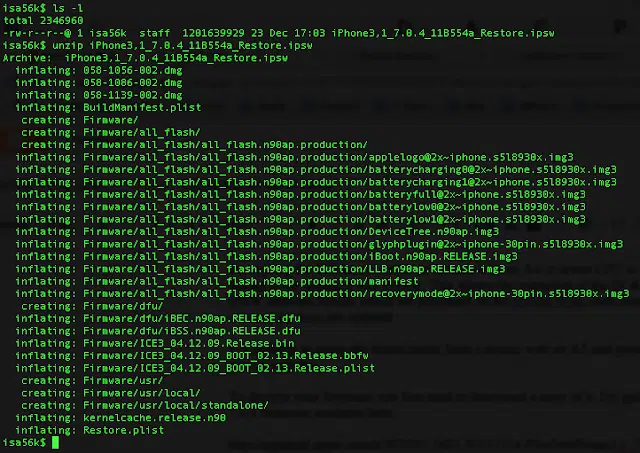 isa56k$ ls -l
total 2346960
-rw-r--r--@ 1 isa56k  staff  1201639929 23 Dec 17:03 iPhone3,1_7.0.4_11B554a_Restore.ipsw
isa56k$ unzip iPhone3,1_7.0.4_11B554a_Restore.ipsw
Archive:  iPhone3,1_7.0.4_11B554a_Restore.ipsw
  inflating: 058-1056-002.dmg
  inflating: 058-1086-002.dmg
  inflating: 058-1139-002.dmg
  inflating: BuildManifest.plist
   creating: Firmware/
   creating: Firmware/all_flash/
   creating: Firmware/all_flash/all_flash.n90ap.production/
  inflating: Firmware/all_flash/all_flash.n90ap.production/applelogo@2x~iphone.s5l8930x.img3
  inflating: Firmware/all_flash/all_flash.n90ap.production/batterycharging0@2x~iphone.s5l8930x.img3
  inflating: Firmware/all_flash/all_flash.n90ap.production/batterycharging1@2x~iphone.s5l8930x.img3
  inflating: Firmware/all_flash/all_flash.n90ap.production/batteryfull@2x~iphone.s5l8930x.img3
  inflating: Firmware/all_flash/all_flash.n90ap.production/batterylow0@2x~iphone.s5l8930x.img3
  inflating: Firmware/all_flash/all_flash.n90ap.production/batterylow1@2x~iphone.s5l8930x.img3
  inflating: Firmware/all_flash/all_flash.n90ap.production/DeviceTree.n90ap.img3
  inflating: Firmware/all_flash/all_flash.n90ap.production/glyphplugin@2x~iphone-30pin.s5l8930x.img3
  inflating: Firmware/all_flash/all_flash.n90ap.production/iBoot.n90ap.RELEASE.img3
  inflating: Firmware/all_flash/all_flash.n90ap.production/LLB.n90ap.RELEASE.img3
  inflating: Firmware/all_flash/all_flash.n90ap.production/manifest
  inflating: Firmware/all_flash/all_flash.n90ap.production/recoverymode@2x~iphone-30pin.s5l8930x.img3
   creating: Firmware/dfu/
  inflating: Firmware/dfu/iBEC.n90ap.RELEASE.dfu
  inflating: Firmware/dfu/iBSS.n90ap.RELEASE.dfu
  inflating: Firmware/ICE3_04.12.09.Release.bin
  inflating: Firmware/ICE3_04.12.09_BOOT_02.13.Release.bbfw
  inflating: Firmware/ICE3_04.12.09_BOOT_02.13.Release.plist
   creating: Firmware/usr/
   creating: Firmware/usr/local/
   creating: Firmware/usr/local/standalone/
  inflating: kernelcache.release.n90
  inflating: Restore.plist
isa56k$